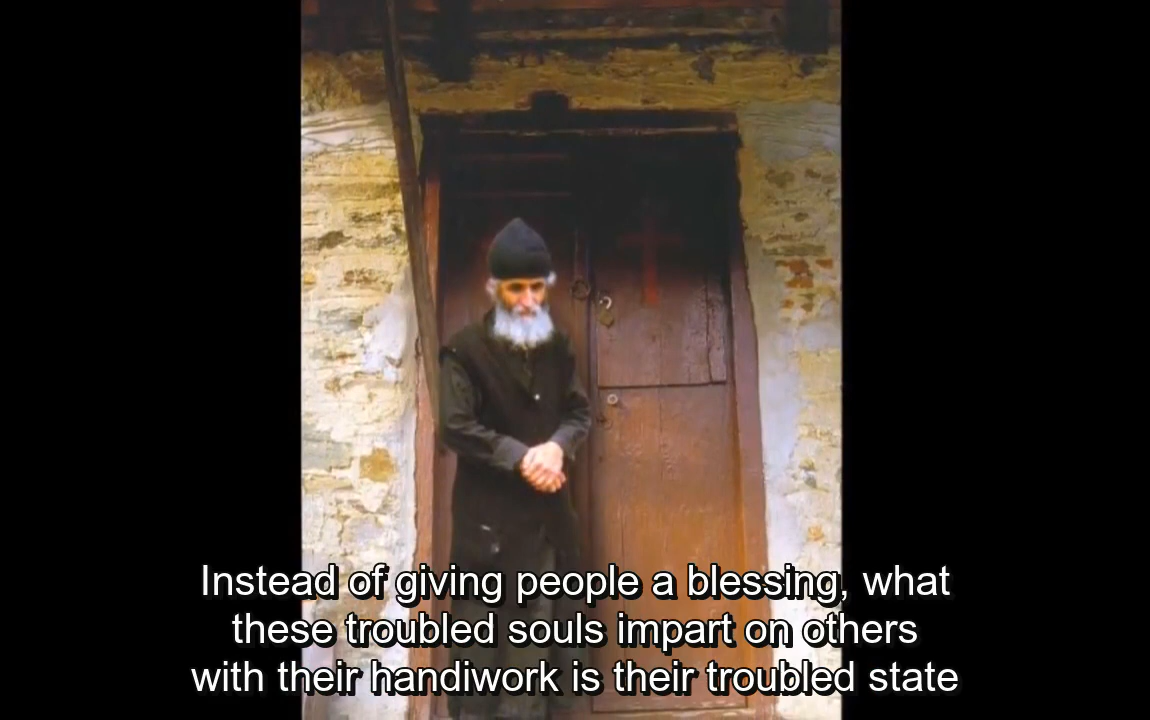 Instead of giving people a blessing, what
these troubled souls impart on others
with their handiwork is their troubled state